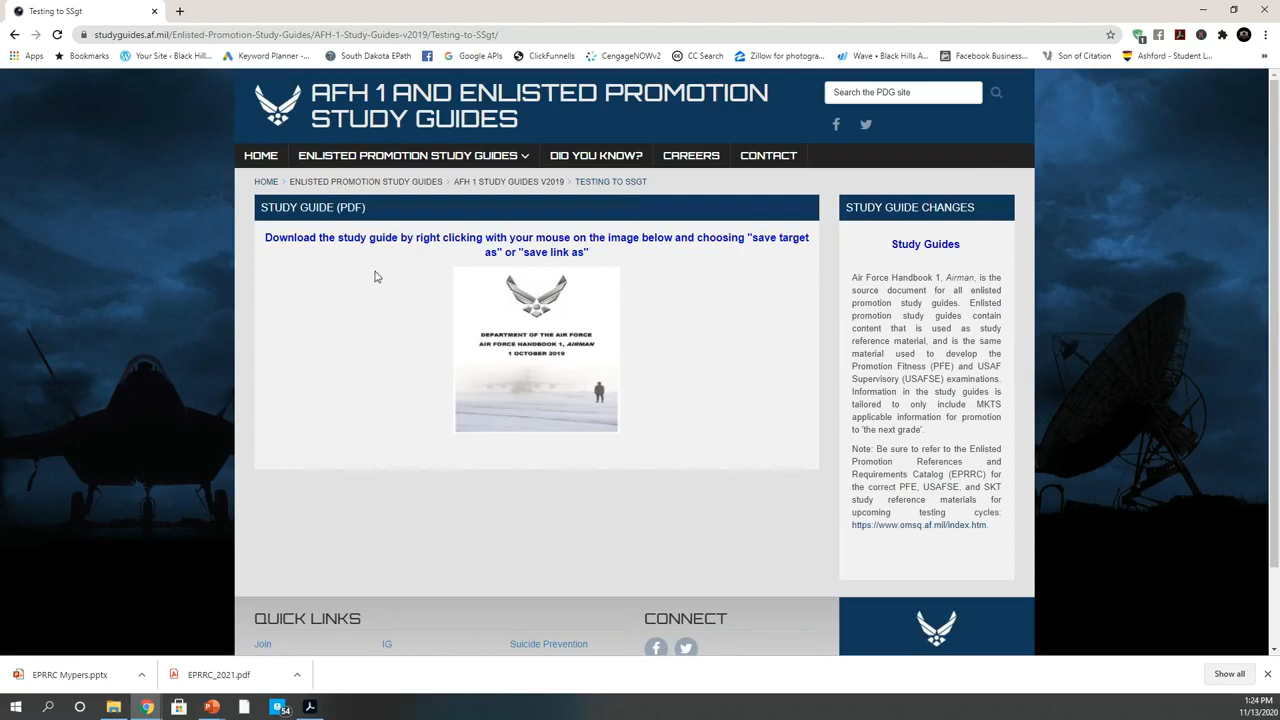 Testing to SSgt
studyguides.af.mil/Enlisted-Promotion-Study-Guides/AFH-1-Study-Guides-v2019/Testing-to-SSgt/
Apps
Bookmarks
Your Site ‹ Black Hill...
Keyword Planner -...
South Dakota EPath
Google APIs
ClickFunnells
CengageNOWv2
CC Search
Zillow for photogra...
Wave • Black Hills A...
Facebook Business...
Son of Citation
Ashford - Student L...
AFH 1 AND ENLISTED PROMOTION
STUDY GUIDES
Search the PDG site
HOME
ENLISTED PROMOTION STUDY GUIDES
DID YOU KNOW?
CAREERS
CONTACT
HOME > ENLISTED PROMOTION STUDY GUIDES > AFH 1 STUDY GUIDES V2019 > TESTING TO SSGT
STUDY GUIDE (PDF)
Download the study guide by right clicking with your mouse on the image below and choosing "save target
as" or "save link as"
DEPARTMENT OF THE AIR FORCE
AIR FORCE HANDBOOK 1, AIRMAN
1 OCTOBER 2019
STUDY GUIDE CHANGES
Study Guides
Air Force Handbook 1, Airman, is the
source document for all enlisted
promotion study guides. Enlisted
promotion study guides contain
content that is used as study
reference material, and is the same
material used to develop the
Promotion Fitness (PFE) and USAF
Supervisory (USAFSE) examinations.
Information in the study guides is
tailored to only include MKTS
applicable information for promotion
to 'the next grade'.
Note: Be sure to refer to the Enlisted
Promotion References and
Requirements Catalog (EPRRC) for
the correct PFE, USAFSE, and SKT
study reference materials for
upcoming testing cycles:
https://www.omsq.af.mil/index.htm.
QUICK LINKS
Join
IG
Suicide Prevention
CONNECT
EPRRC Mypers.pptx
EPRRC_2021.pdf
Show all
54
1:24 PM
11/13/2020